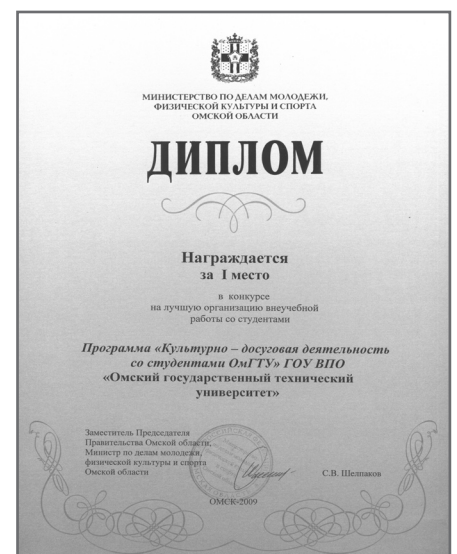 МИНИСТЕРСТВО ПО ДЕЛАМ МОЛОДЕЖИ,
ФИЗИЧЕСКОЙ КУЛЬТУРЫ И СПОРТА
ОМСКОЙ ОБЛАСТИ
ДИПЛОМ
Награждается
за I место
в конкурсе
на лучшую организацию внеучебной
работы со студентами
Программа «Культурно – досуговая деятельность
со студентами ОмГТУ» ГОУ ВПО
«Омский государственный технический
университет»
Заместитель Председателя
Правительства Омской области,
Министр по делам молодежи,
физической культуры и спорта
Омской области
С.В. Шелпаков
ОМСК-2009